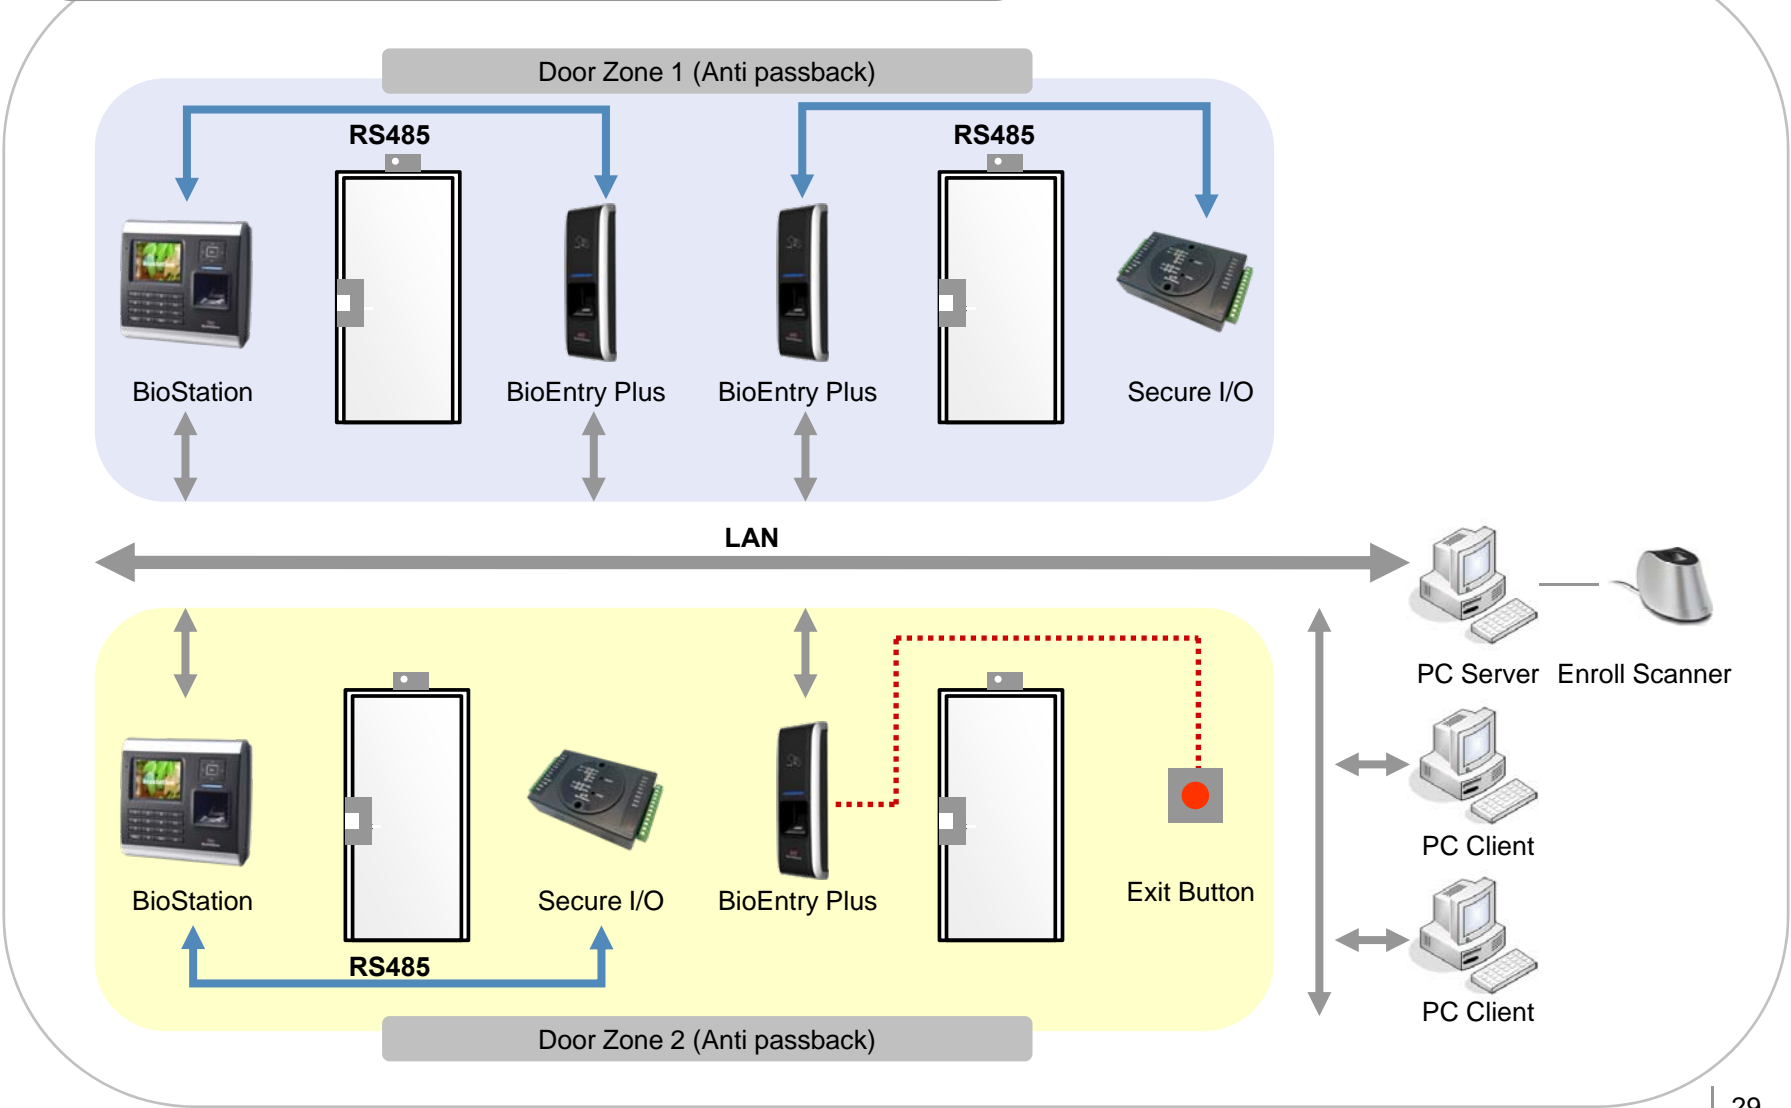 Door Zone 1 (Anti passback)
RS485
RS485
BioStation
BioEntry Plus
BioEntry Plus
Secure I/O
LAN
PC Server
Enroll Scanner
PC Client
BioStation
Secure I/O
BioEntry Plus
Exit Button
RS485
PC Client
Door Zone 2 (Anti passback)
29